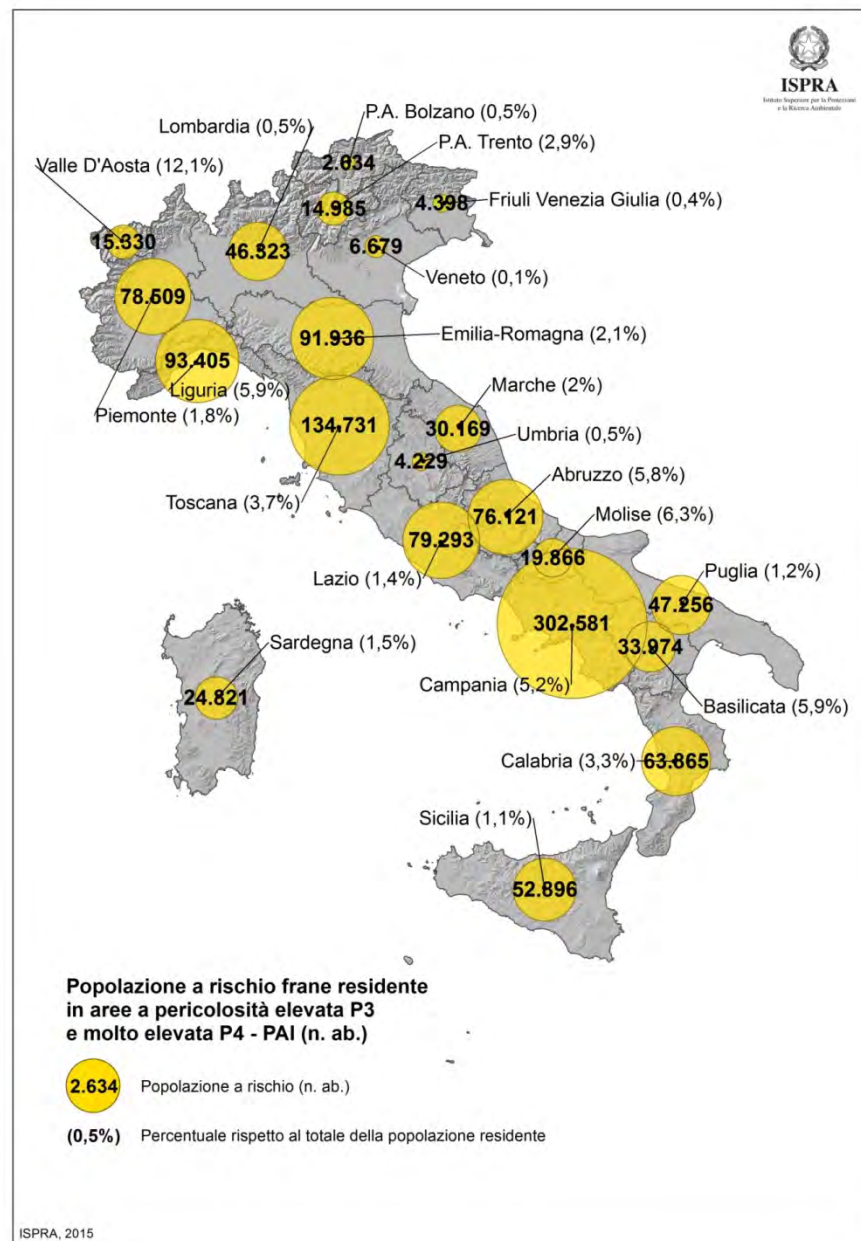 ISPRA
Istituto Superiore per la Protezione
e la Ricerca Ambientale
P.A. Bolzano (0,5%)
Lombardia (0,5%)
P.A. Trento (2,9%)
Valle D'Aosta (12,1%)
2.634
14.985
4.398
Friuli Venezia Giulia (0,4%)
15.330
46.323
6.679
Veneto (0,1%)
78.509
91.936
Emilia-Romagna (2,1%)
93.405
Liguria (5,9%)
Marche (2%)
Piemonte (1,8%)
134.731
30.169
Umbria (0,5%)
4.229
Abruzzo (5,8%)
Toscana (3,7%)
76.121
Molise (6,3%)
79.293
19.866
Puglia (1,2%)
Lazio (1,4%)
47.256
302.581
Sardegna (1,5%)
33.974
Campania (5,2%)
24.821
Basilicata (5,9%)
Calabria (3,3%)
63.865
Sicilia (1,1%)
52.896
Popolazione a rischio frane residente
in aree a pericolosità elevata P3
e molto elevata P4 - PAI (n. ab.)
2.634 Popolazione a rischio (n. ab.)
(0,5%) Percentuale rispetto al totale della popolazione residente
ISPRA, 2015